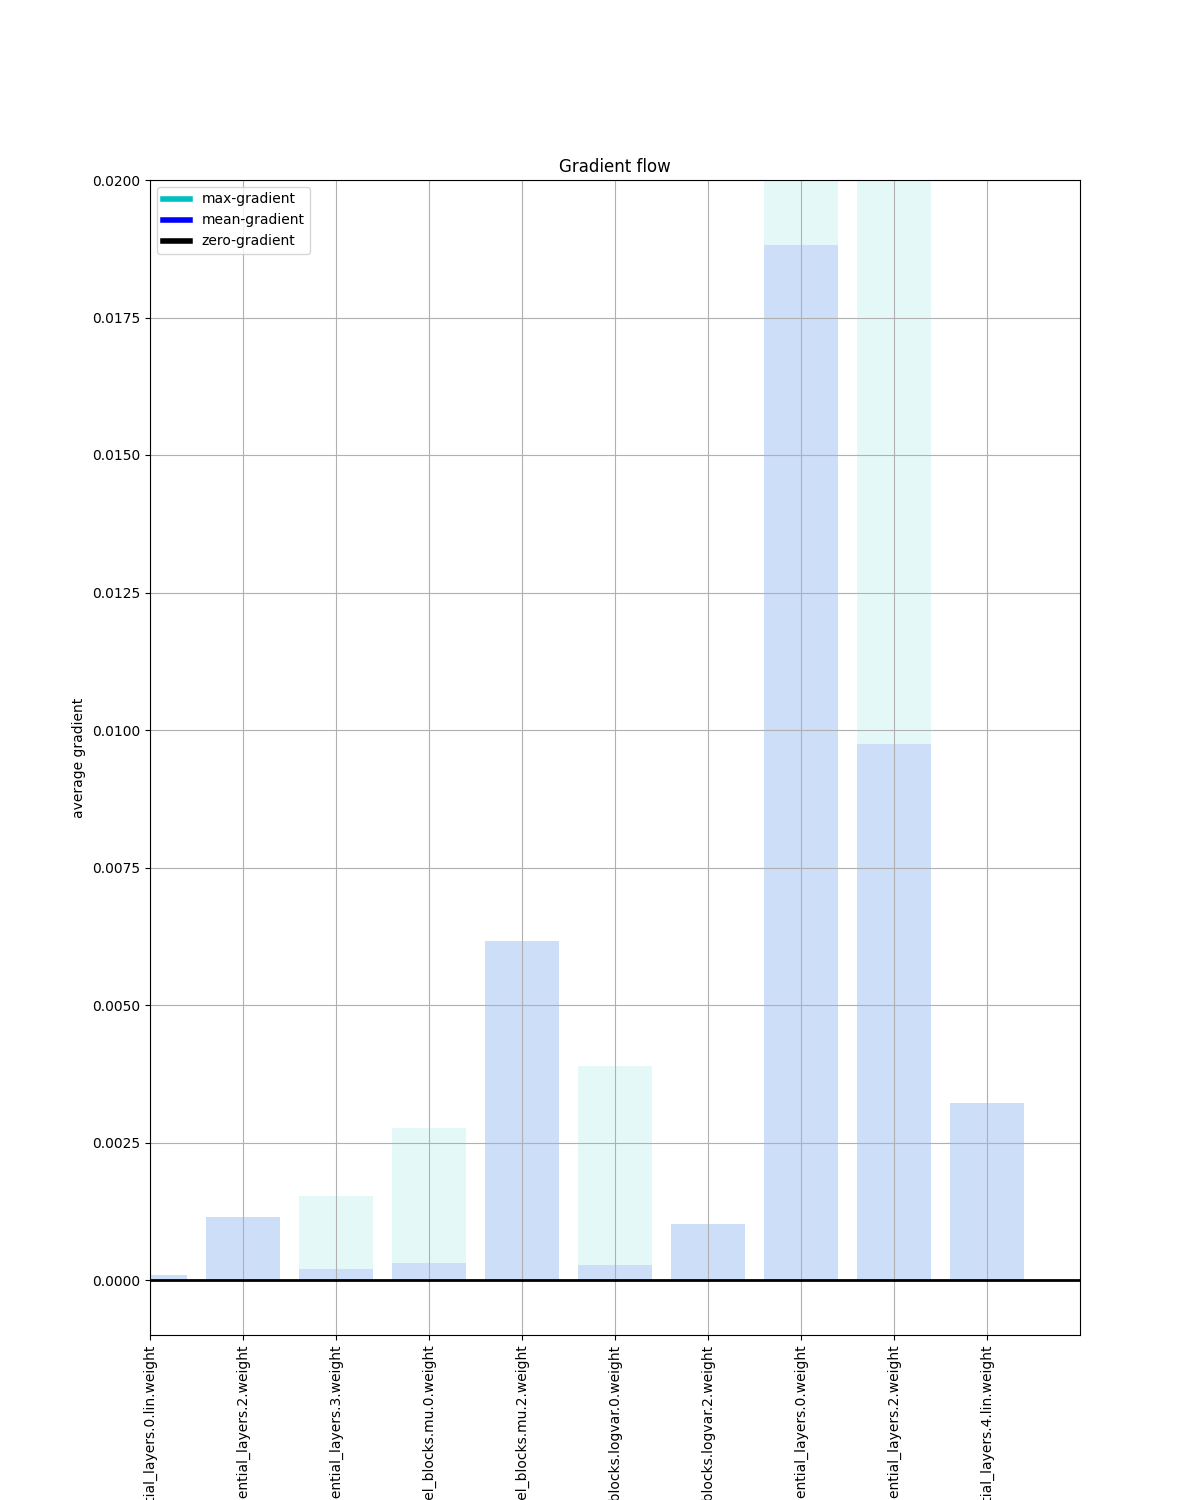 Gradient flow
max-gradient
mean-gradient
zero-gradient
average gradient
0.0200
0.0175
0.0150
0.0125
0.0100
0.0075
0.0050
0.0025
0.0000
tial_layers.0.lin.weight
ential_layers.2.weight
ential_layers.3.weight
el_blocks.mu.0.weight
el_blocks.mu.2.weight
blocks.logvar.0.weight
blocks.logvar.2.weight
ential_layers.0.weight
ential_layers.2.weight
tial_layers.4.lin.weight